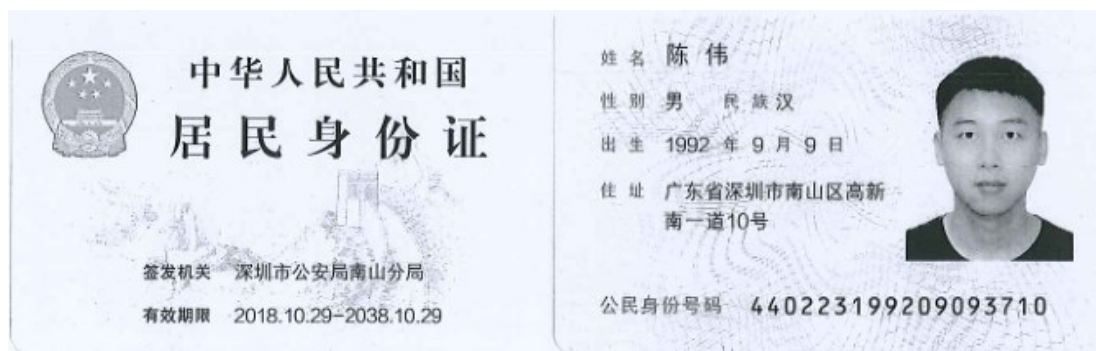 中华人民共和国
居民身份证
签发机关 深圳市公安局南山分局
有效期限 2018.10.29-2038.10.29
姓名 陈伟
性别 男 民族汉
出生 1992年9月9日
住址 广东省深圳市南山区高新
南一道10号
公民身份号码 440223199209093710